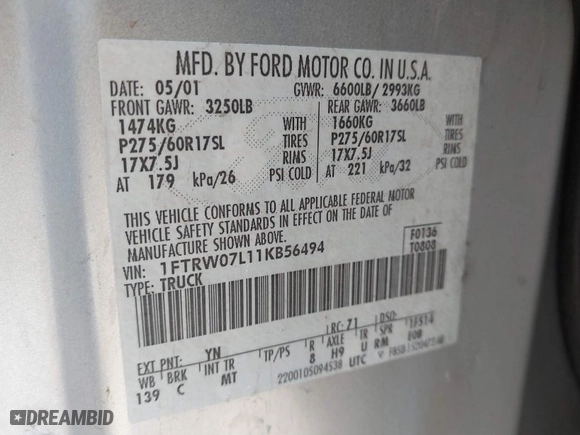 MFD. BY FORD MOTOR CO. IN U.S.A.
DATE: 05/01 GVWR: 6600LB/ 2993KG
FRONT GAWR: 3250LB REAR GAWR: 3660LB
1474KG WITH 1660KG WITH
P275/60R17SL TIRES P275/60R17SL TIRES
17X7.5J RIMS 17X7.5J RIMS
AT 179 kPa/26 PSI COLD AT 221 kPa/32 PSI COLD
THIS VEHICLE CONFORMS TO ALL APPLICABLE FEDERAL MOTOR
VEHICLE SAFETY STANDARDS IN EFFECT ON THE DATE OF
MANUFACTURE SHOWN ABOVE.
F0136
VIN: 1FTRW07L11KB56494 T0808
TYPE: TRUCK
EXT PNT: YN RC: 71 DSO:
WB BRK INT TR TP/PS R AXLE TR SPR
139 C MT 8 H9 U RM
2200105094538 UTC
DREAMBID